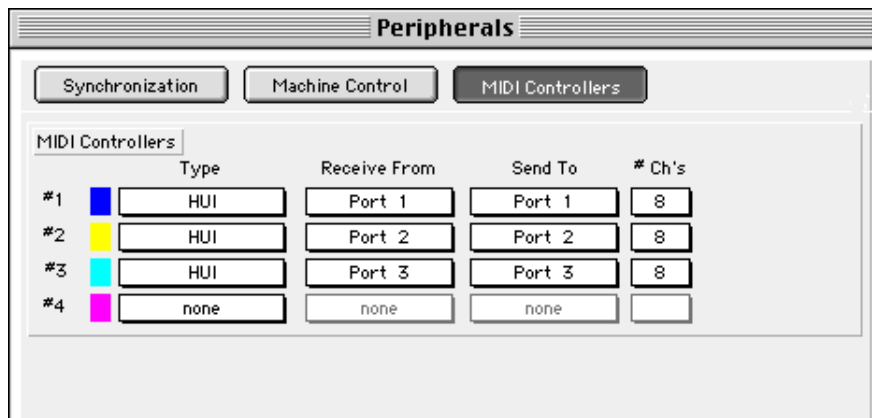 Peripherals
Synchronization Machine Control MIDI Controllers
MIDI Controllers
Type Receive From Send To # Ch's
#1 HUI Port 1 Port 1 8
#2 HUI Port 2 Port 2 8
#3 HUI Port 3 Port 3 8
#4 none none none